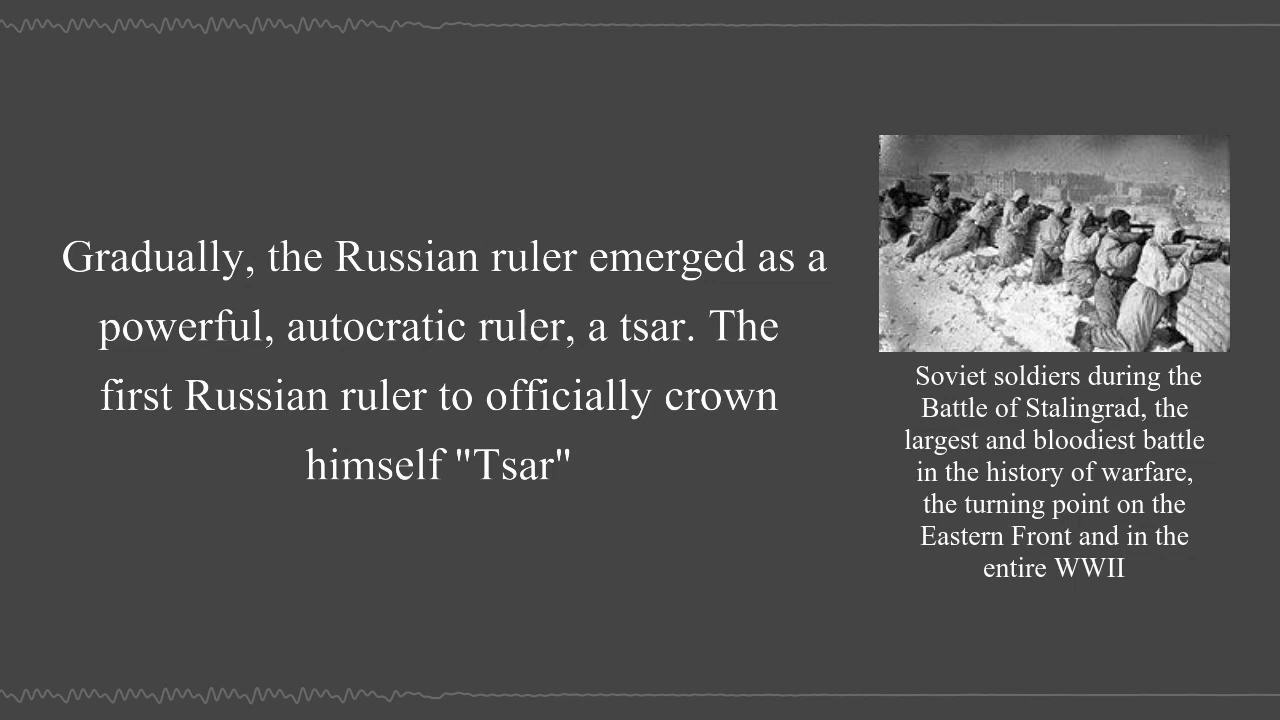 Gradually, the Russian ruler emerged as a
powerful, autocratic ruler, a tsar. The
first Russian ruler to officially crown
himself "Tsar"
Soviet soldiers during the
Battle of Stalingrad, the
largest and bloodiest battle
in the history of warfare,
the turning point on the
Eastern Front and in the
entire WWII